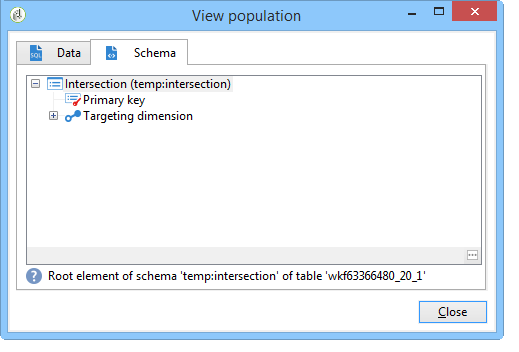 View population
SQL Data
Schema
Intersection (temp:intersection)
Primary key
Targeting dimension
Root element of schema 'temp:intersection' of table 'wkf63366480_20_1'
Close